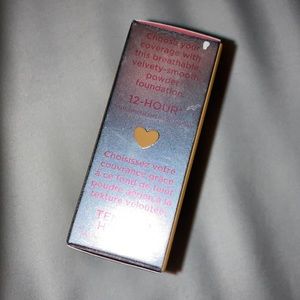 Choose your
coverage with
this breathable
velvety-smooth
powder
foundation.
12-HOUR
Choisissez votre
couvrance grâce
à ce fond de teint
poudre aérien à la
texture veloutée.